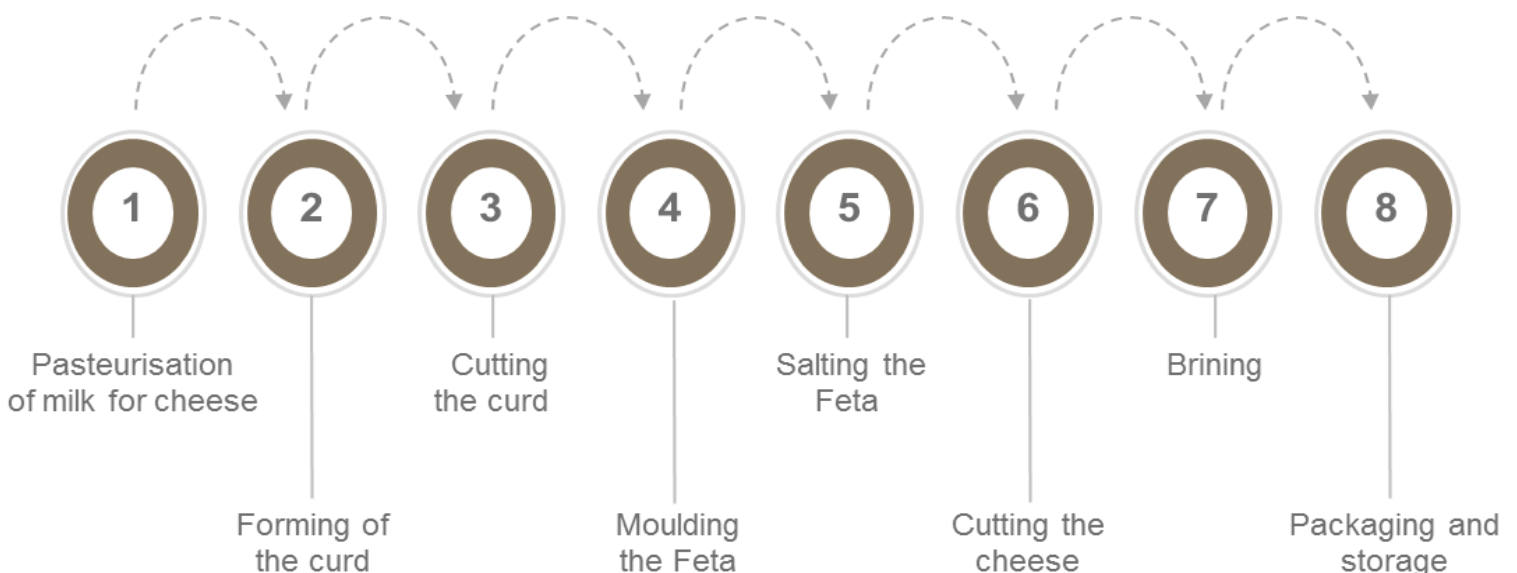 1
2
3
4
5
6
7
8
Pasteurisation
of milk for cheese
Forming of
the curd
Cutting
the curd
Moulding
the Feta
Salting the
Feta
Cutting the
cheese
Brining
Packaging and
storage